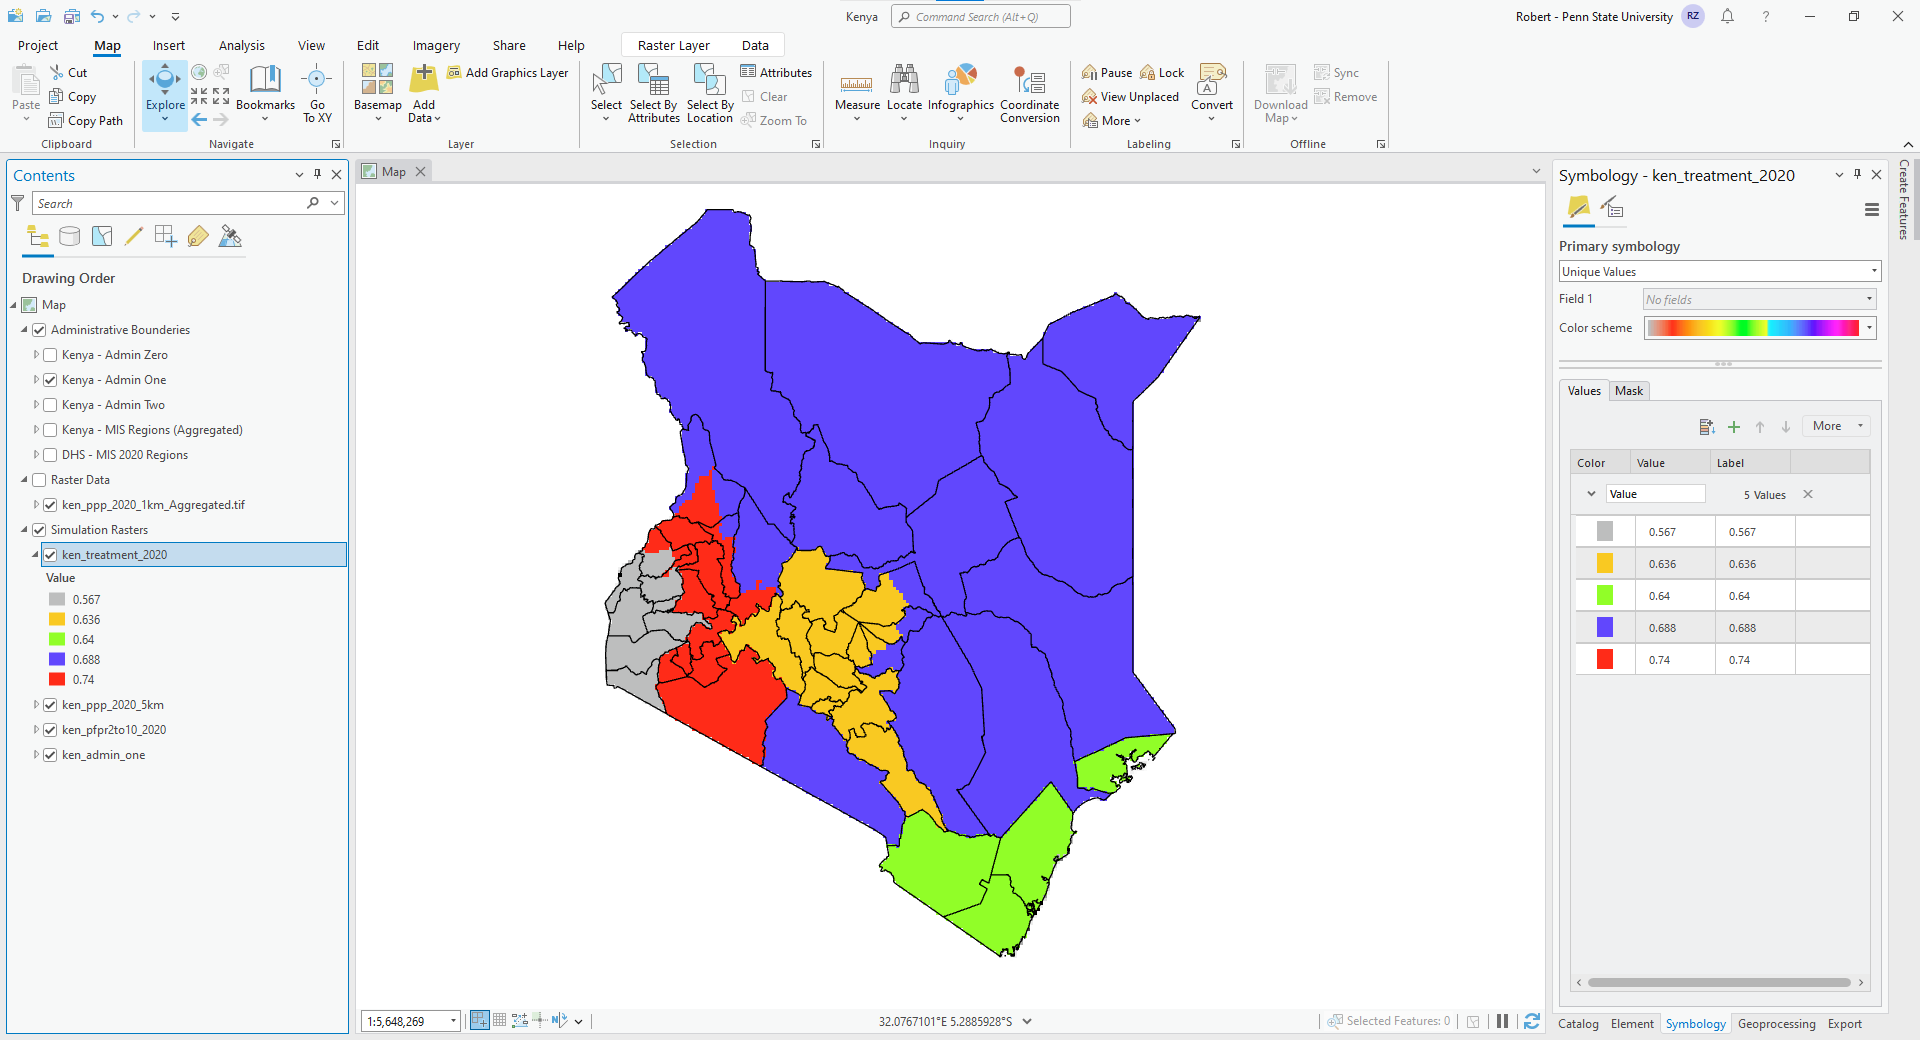 Kenya
Command Search (Alt+Q)
Robert - Penn State University
RZ
?
Project
Map
Insert
Analysis
View
Edit
Imagery
Share
Help
Raster Layer
Data
Paste
Cut
Copy
Copy Path
Clipboard
Explore
Bookmarks
Go
To XY
Navigate
Basemap
Add
Data
Add Graphics Layer
Layer
Select
Select By
Attributes
Select By
Location
Attributes
Clear
Zoom To
Selection
Measure
Locate
Infographics
Coordinate
Conversion
Inquiry
Pause
Lock
View Unplaced
More
Convert
Labeling
Download
Map
Sync
Remove
Offline
Contents
Search
Drawing Order
Map
Administrative Bounderies
Kenya - Admin Zero
Kenya - Admin One
Kenya - Admin Two
Kenya - MIS Regions (Aggregated)
DHS - MIS 2020 Regions
Raster Data
ken_ppp_2020_1km_Aggregated.tif
Simulation Rasters
ken_treatment_2020
Value
0.567
0.636
0.64
0.688
0.74
ken_ppp_2020_5km
ken_pfpr2to10_2020
ken_admin_one
Map
1:5,648,269
32.0767101°E 5.2885928°S
Selected Features: 0
Symbology - ken_treatment_2020
Primary symbology
Unique Values
Field 1
No fields
Color scheme
Values
Mask
More
Color
Value
Label
Value
5 Values
0.567
0.567
0.636
0.636
0.64
0.64
0.688
0.688
0.74
0.74
Catalog
Element
Symbology
Geoprocessing
Export
Create Features